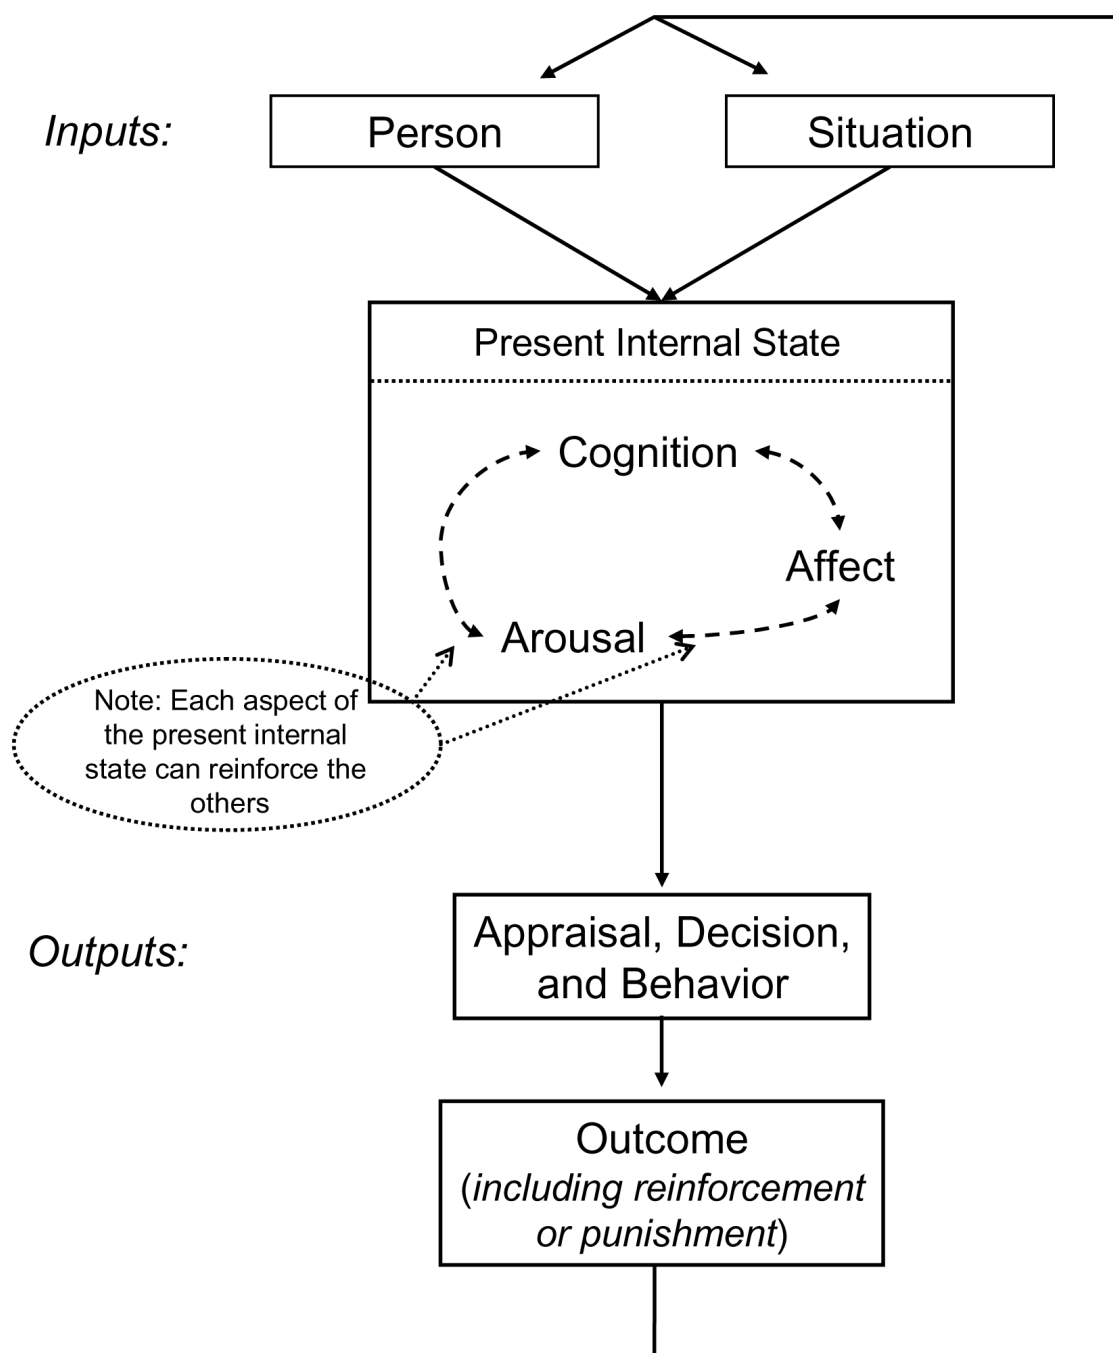 Inputs:
Person
Situation
Present Internal State
Cognition
Affect
Arousal
Note: Each aspect of
the present internal
state can reinforce the
others
Outputs:
Appraisal, Decision,
and Behavior
Outcome
(including reinforcement
or punishment)